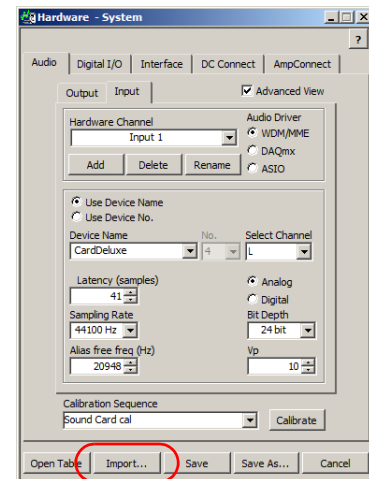 Hardware - System
?
Audio Digital I/O Interface DC Connect AmpConnect
Output Input Advanced View
Hardware Channel Audio Driver
Input 1 WDM/MME
DAQmx
Add Delete Rename ASIO
Use Device Name
Use Device No.
Device Name No. Select Channel
CardDeluxe 4 L
Latency (samples) Analog
41 Digital
Sampling Rate Bit Depth
44100 Hz 24 bit
Alias free freq (Hz) Vp
20948 10
Calibration Sequence
Sound Card cal Calibrate
Open Table Import... Save Save As... Cancel